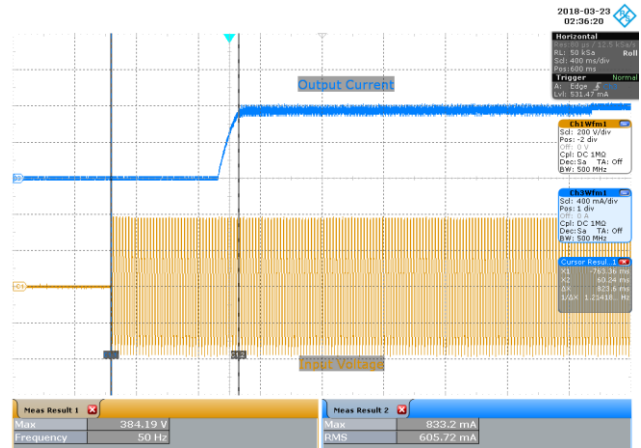 2018-03-23
02:36:20
Horizontal
RL: 50 kSa Roll
Scl: 400 ms/div
Pos:600 ms
Trigger Normal
A: Edge
Lvl: 531.47 mA
Output Current
Ch1Wfm1
Scl: 200 V/div
Pos: -2 div
Off: 0 V
Cpl: DC 1MΩ
Dec:Sa TA: Off
BW: 500 MHz
Ch3Wfm1
Scl: 400 mA/div
Pos: 1 div
Off: 0 A
Cpl: DC 1MΩ
Dec:Sa TA: Off
BW: 500 MHz
Cursor Resul...1
X1 -763.36 ms
X2 60.24 ms
ΔX 823.6 ms
1/ΔX 1.21418... Hz
Input Voltage
Meas Result 1
Max 384.19 V
Frequency 50 Hz
Meas Result 2
Max 833.2 mA
RMS 605.72 mA